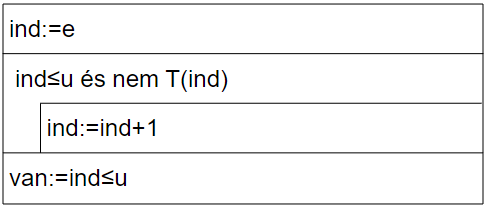 ind:=e
ind≤u és nem T(ind)
ind:=ind+1
van:=ind≤u